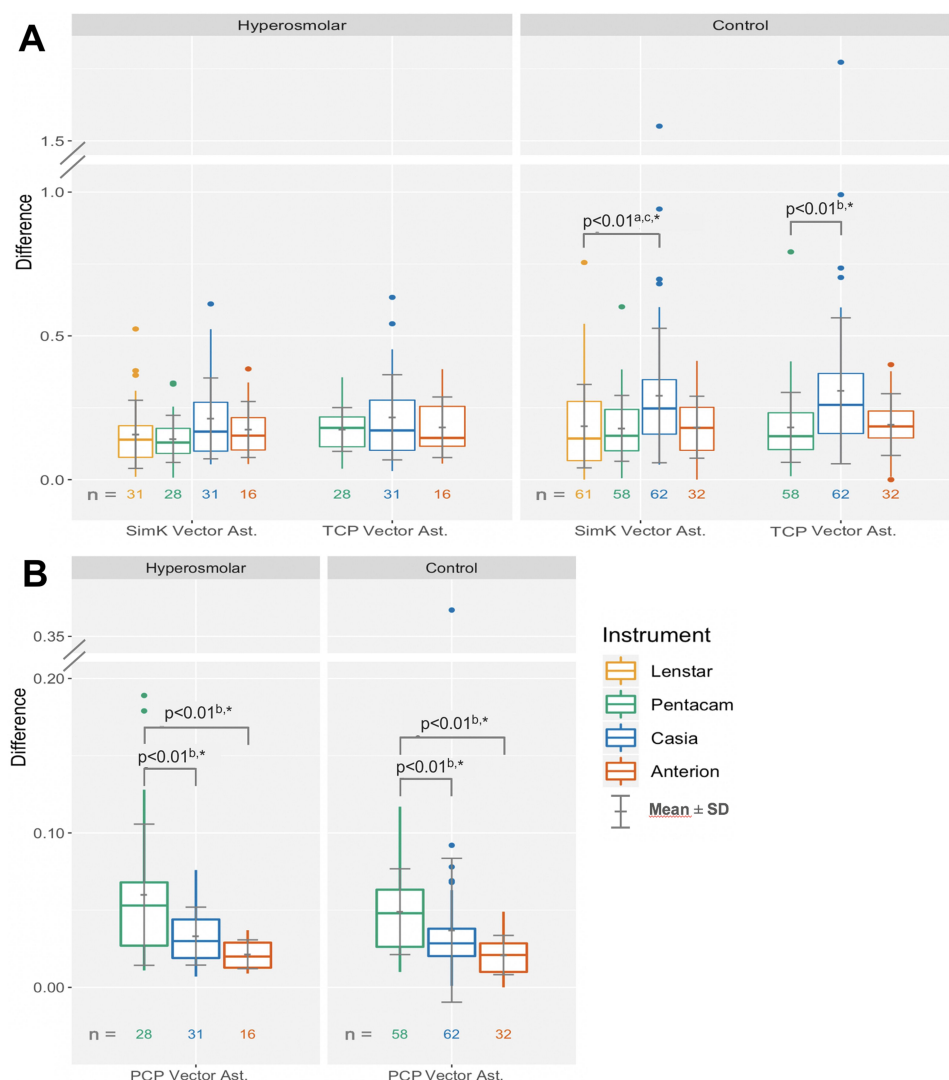 A
Hyperosmolar
Control
1.5
1.0
0.5
0.0
Difference
p<0.01a,c,*
p<0.01b,*
n = 31 28 31 16 28 31 16
n = 61 58 62 32 58 62 32
SimK Vector Ast. TCP Vector Ast.
SimK Vector Ast. TCP Vector Ast.
B
Hyperosmolar
Control
0.35
0.20
0.10
0.00
Difference
p<0.01b,*
p<0.01b,*
p<0.01b,*
p<0.01b,*
n = 28 31 16
n = 58 62 32
PCP Vector Ast.
PCP Vector Ast.
Instrument
Lenstar
Pentacam
Casia
Anterion
Mean ± SD